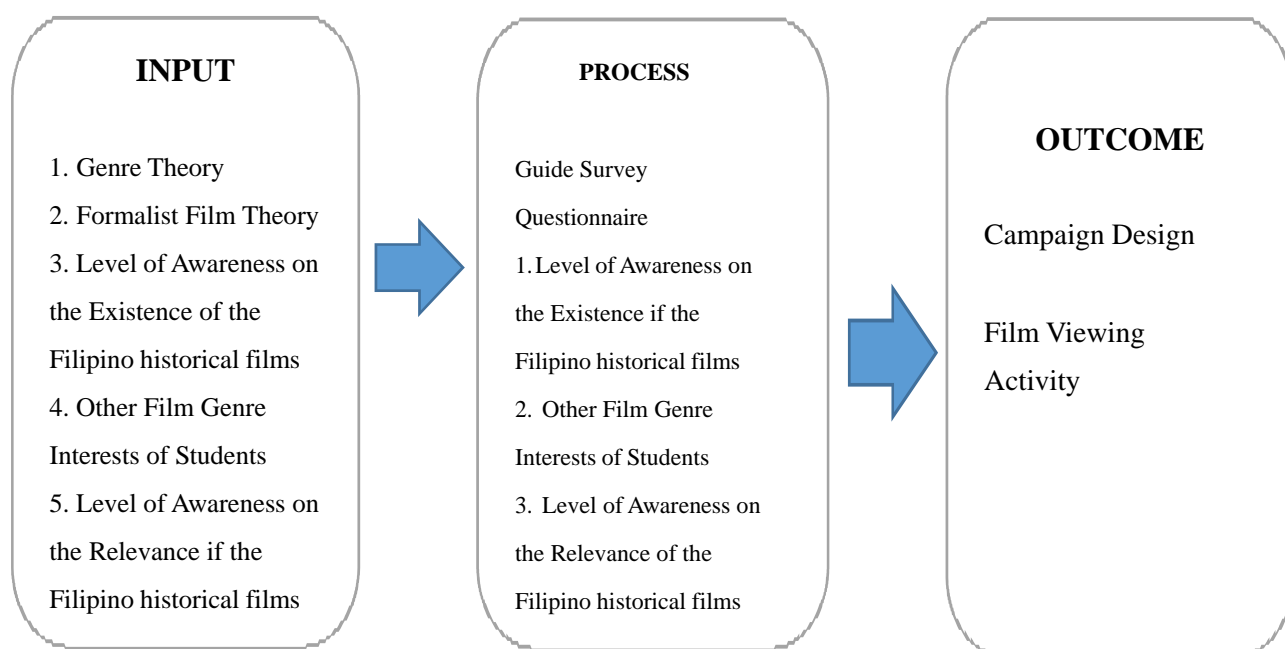 INPUT
1. Genre Theory
2. Formalist Film Theory
3. Level of Awareness on
the Existence of the
Filipino historical films
4. Other Film Genre
Interests of Students
5. Level of Awareness on
the Relevance if the
Filipino historical films
PROCESS
Guide Survey
Questionnaire
1. Level of Awareness on
the Existence if the
Filipino historical films
2. Other Film Genre
Interests of Students
3. Level of Awareness on
the Relevance of the
Filipino historical films
OUTCOME
Campaign Design
Film Viewing
Activity